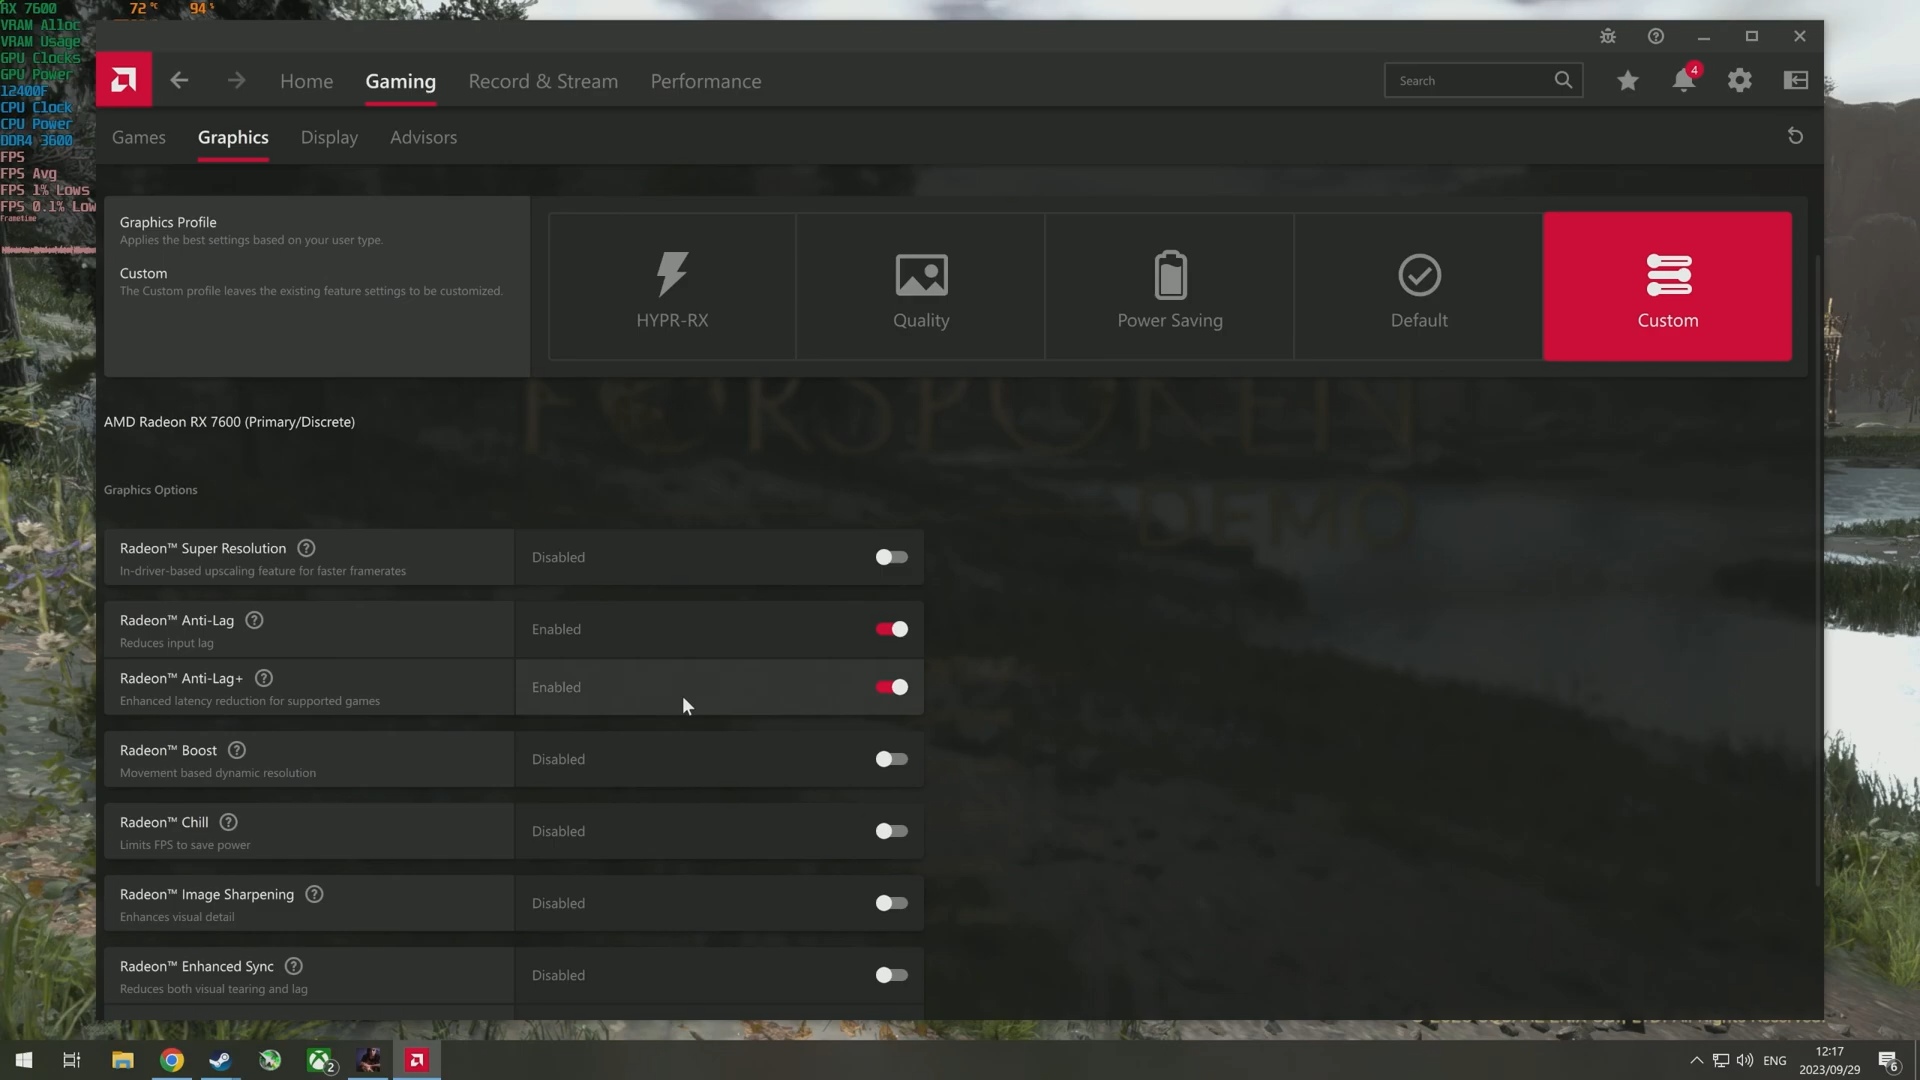 RX 7600 72 °C 94 %
VRAM Alloc
VRAM Usage
GPU Clocks
GPU Power
12400F
CPU Clock
CPU Power
DDR4 3600
FPS
FPS Avg
FPS 1% Lows
FPS 0.1% Low
Frametime
Home Gaming Record & Stream Performance
Search
4
Games Graphics Display Advisors
Graphics Profile
Applies the best settings based on your user type.
Custom
The Custom profile leaves the existing feature settings to be customized.
HYPR-RX Quality Power Saving Default Custom
FORSPOKEN
DEMO
AMD Radeon RX 7600 (Primary/Discrete)
Graphics Options
Radeon™ Super Resolution ?
In-driver-based upscaling feature for faster framerates
Disabled
Radeon™ Anti-Lag ?
Reduces input lag
Enabled
Radeon™ Anti-Lag+ ?
Enhanced latency reduction for supported games
Enabled
Radeon™ Boost ?
Movement based dynamic resolution
Disabled
Radeon™ Chill ?
Limits FPS to save power
Disabled
Radeon™ Image Sharpening ?
Enhances visual detail
Disabled
Radeon™ Enhanced Sync ?
Reduces both visual tearing and lag
Disabled
2
ENG
12:17
2023/09/29
6